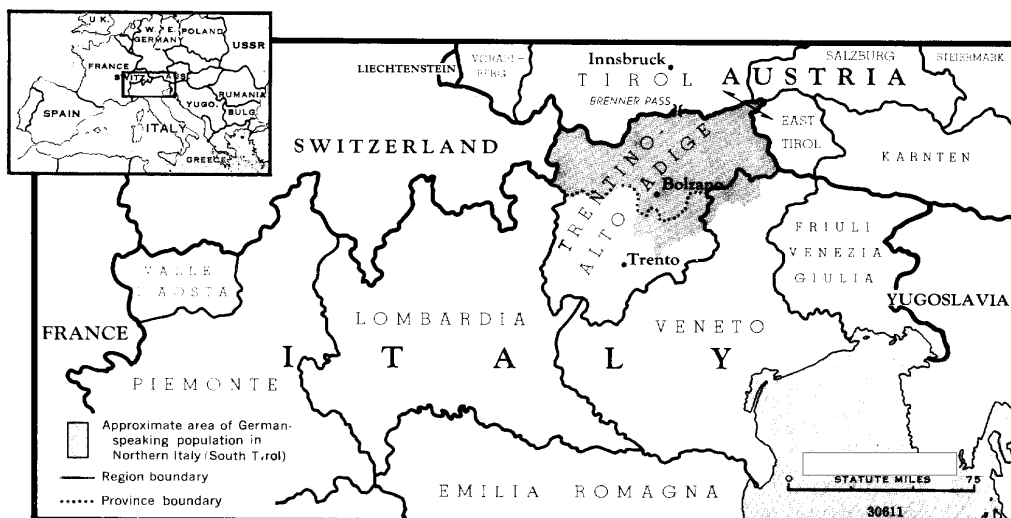 U.K.
W.
E.
GERMANY
POLAND
USSR
FRANCE
SWITZ.
AUS.
RUMANIA
YUGO.
BULG.
SPAIN
ITALY
GREECE
LIECHTENSTEIN
Innsbruck
TIROL
BRENNER PASS
AUSTRIA
SALZBURG
STEIERMARK
EAST
TIROL
KARNTEN
SWITZERLAND
TRENTINO-
ALTO ADIGE
Bolzano
Trento
FRIULI
VENEZIA
GIULIA
YUGOSLAVIA
VALLE
FRANCE
LOMBARDIA
VENETO
ITALY
PIEMONTE
EMILIA ROMAGNA
Approximate area of German-
speaking population in
Northern Italy (South Tirol)
Region boundary
Province boundary
0 STATUTE MILES 75
30611